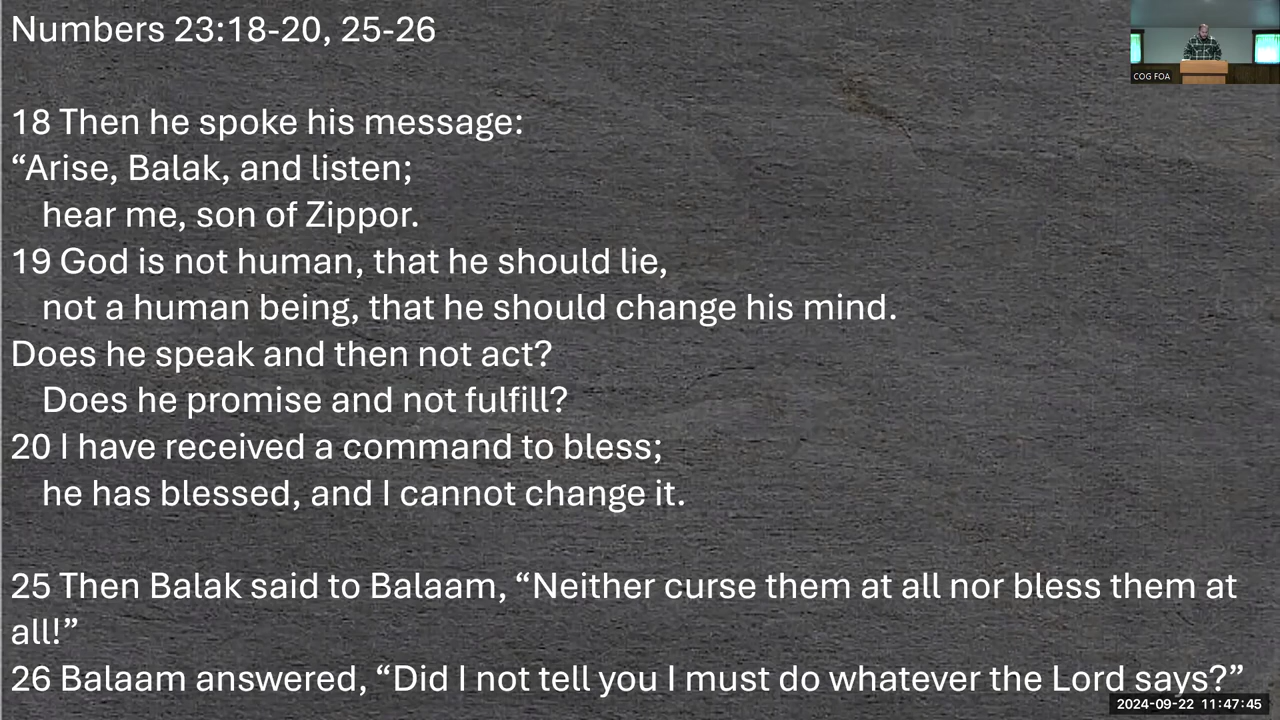 Numbers 23:18-20, 25-26
COG FOA
18 Then he spoke his message:
“Arise, Balak, and listen;
hear me, son of Zippor.
19 God is not human, that he should lie,
not a human being, that he should change his mind.
Does he speak and then not act?
Does he promise and not fulfill?
20 I have received a command to bless;
he has blessed, and I cannot change it.
25 Then Balak said to Balaam, “Neither curse them at all nor bless them at
all!”
26 Balaam answered, “Did I not tell you I must do whatever the Lord says?”
2024-09-22 11:47:45